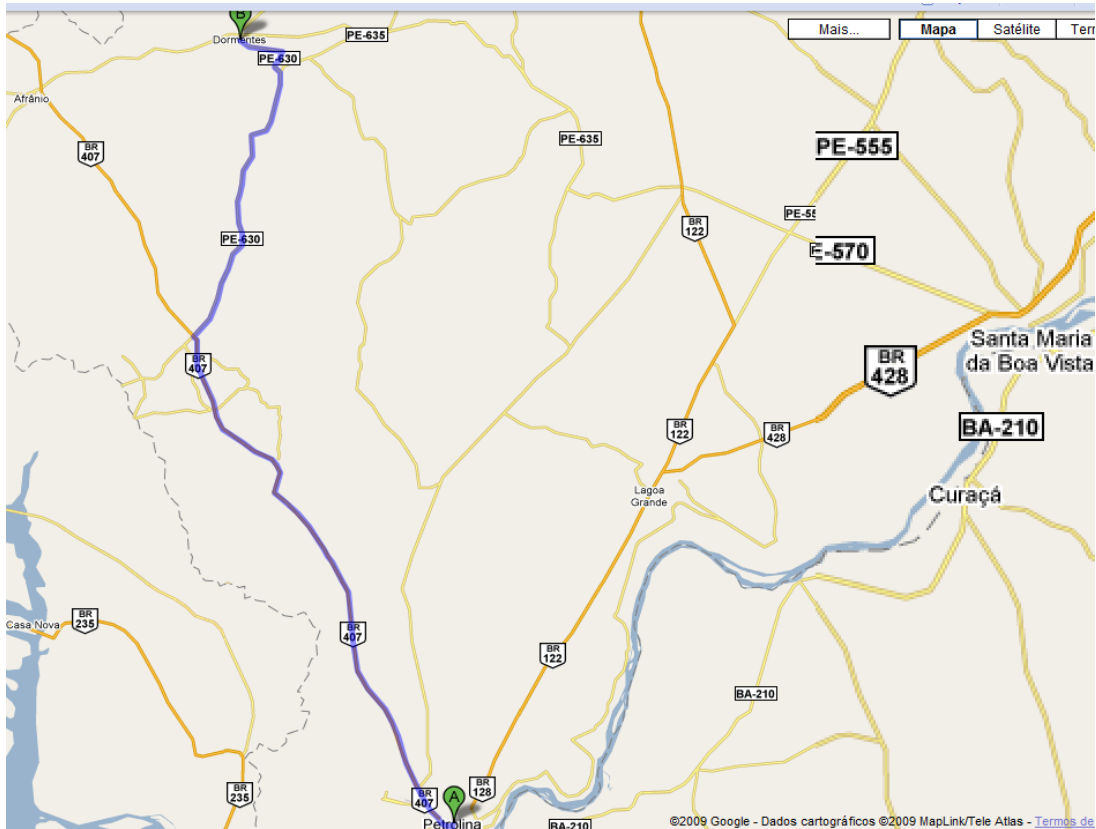 Mais...
Mapa
Satélite
B
Dormentes
PE-635
PE-630
Afrânio
BR
407
PE-635
PE-555
PE-630
BR
122
E-570
BR
407
Santa Maria
da Boa Vista
BR
428
BR
122
BR
428
BA-210
Lagoa
Grande
Curaçá
BR
235
Casa Nova
BR
407
BR
122
BA-210
BR
235
BR
407
A
BR
128
Petrolina
BA-210
©2009 Google - Dados cartográficos ©2009 MapLink/Tele Atlas - Termos de